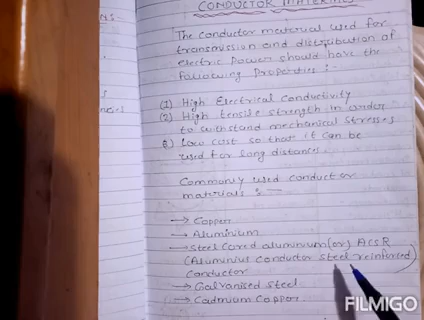 CONDUCTOR MATERIALS
The conductor material used for
transmission and distribution of
electric power should have the
following Properties :
(1) High Electrical Conductivity
(2) High tensile strength in order
to withstand mechanical stresses
(3) Low cost so that it can be
used for long distances.
Commonly used conductor
materials : —
→ Copper
→ Aluminium
→ Steel cored aluminium (or) ACSR
(Aluminium conductor steel reinforced)
conductor
→ Galvanised Steel
→ Cadmium Copper.
FILMIGO